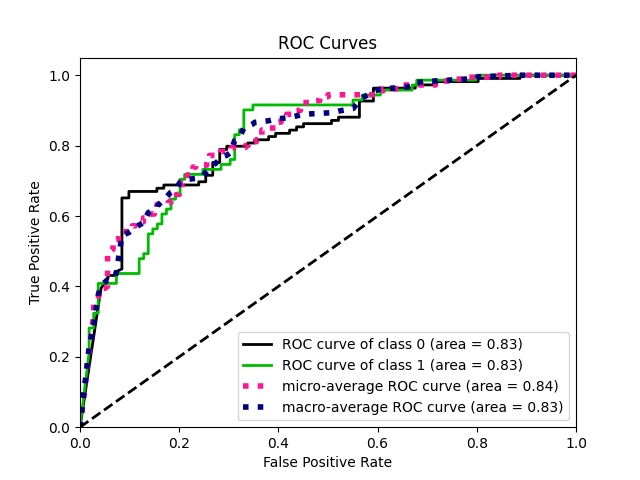 ROC Curves
True Positive Rate
1.0
0.8
0.6
0.4
0.2
0.0
ROC curve of class 0 (area = 0.83)
ROC curve of class 1 (area = 0.83)
micro-average ROC curve (area = 0.84)
macro-average ROC curve (area = 0.83)
0.0 0.2 0.4 0.6 0.8 1.0
False Positive Rate